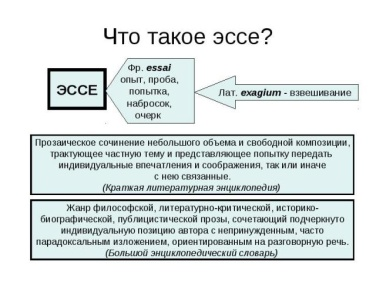 Что такое эссе?
ЭССЕ
Фр. essai
опыт, проба,
попытка,
набросок,
очерк
Лат. exagium - взвешивание
Прозаическое сочинение небольшого объема и свободной композиции,
трактующее частную тему и представляющее попытку передать
индивидуальные впечатления и соображения, так или иначе
с нею связанные.
(Краткая литературная энциклопедия)
Жанр философской, литературно-критической, историко-
биографической, публицистической прозы, сочетающий подчеркнуто
индивидуальную позицию автора с непринужденным, часто
парадоксальным изложением, ориентированным на разговорную речь.
(Большой энциклопедический словарь)